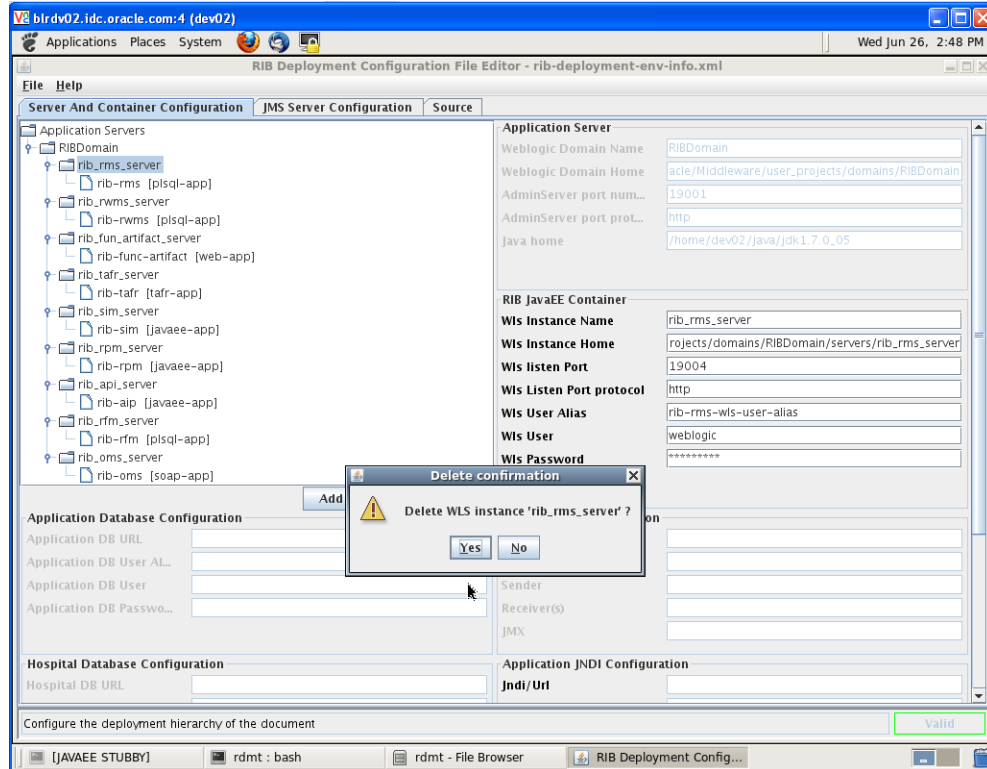 blrdv02.idc.oracle.com:4 (dev02)
Applications Places System
Wed Jun 26, 2:48 PM
RIB Deployment Configuration File Editor - rib-deployment-env-info.xml
File Help
Server And Container Configuration
JMS Server Configuration
Source
Application Servers
RIBDomain
rib_rms_server
rib-rms [plsql-app]
rib_rwms_server
rib-rwms [plsql-app]
rib_fun_artifact_server
rib-func-artifact [web-app]
rib_tafr_server
rib-tafr [tafr-app]
rib_sim_server
rib-sim [javaee-app]
rib_rpm_server
rib-rpm [javaee-app]
rib_api_server
rib-aip [javaee-app]
rib_rfm_server
rib-rfm [plsql-app]
rib_oms_server
rib-oms [soap-app]
Application Server
Weblogic Domain Name RIBDomain
Weblogic Domain Home acle/Middleware/user_projects/domains/RIBDomain
AdminServer port num... 19001
AdminServer port prot... http
Java home /home/dev02/java/jdk1.7.0_05
RIB JavaEE Container
Wls Instance Name rib_rms_server
Wls Instance Home rojects/domains/RIBDomain/servers/rib_rms_server
Wls listen Port 19004
Wls Listen Port protocol http
Wls User Alias rib-rms-wls-user-alias
Wls User weblogic
Wls Password *********
Add
Delete confirmation
Delete WLS instance 'rib_rms_server' ?
Yes No
Application Database Configuration
Application DB URL
Application DB User AL...
Application DB User
Application DB Passwo...
on
Sender
Receiver(s)
JMX
Hospital Database Configuration
Hospital DB URL
Application JNDI Configuration
Jndi/Url
Configure the deployment hierarchy of the document
Valid
[JAVAEE STUBBY]
rdmt : bash
rdmt - File Browser
RIB Deployment Config...